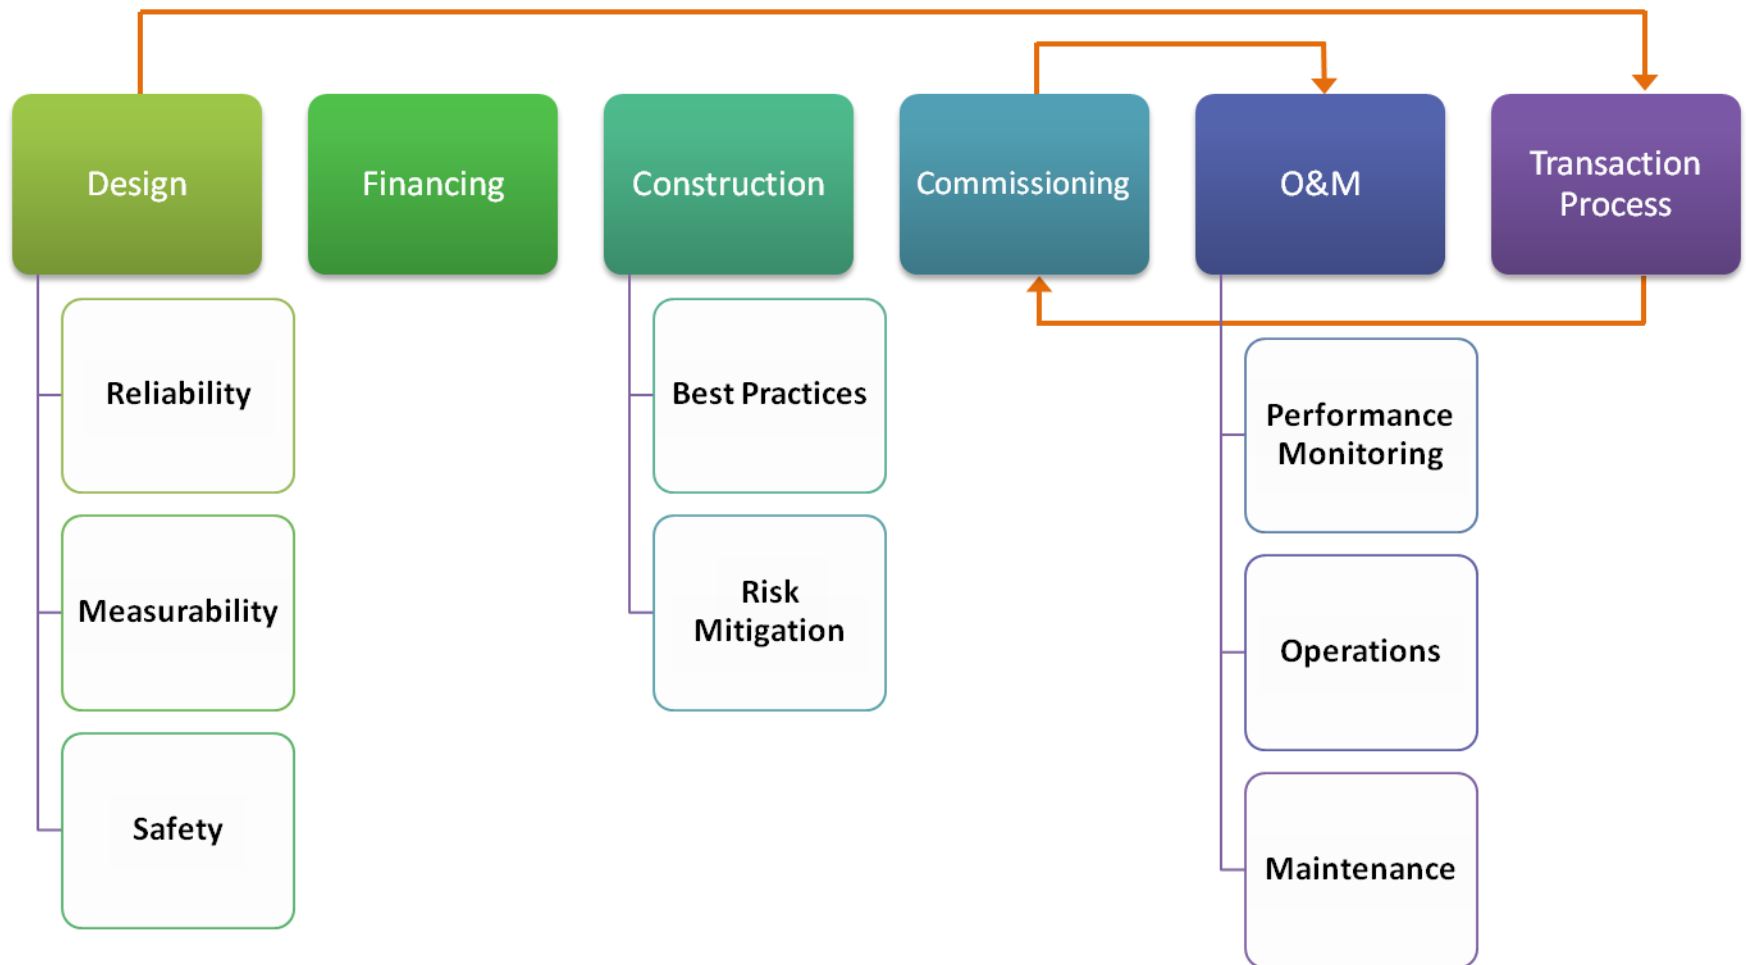 Design
Financing
Construction
Commissioning
O&M
Transaction
Process
Reliability
Measurability
Safety
Best Practices
Risk
Mitigation
Performance
Monitoring
Operations
Maintenance